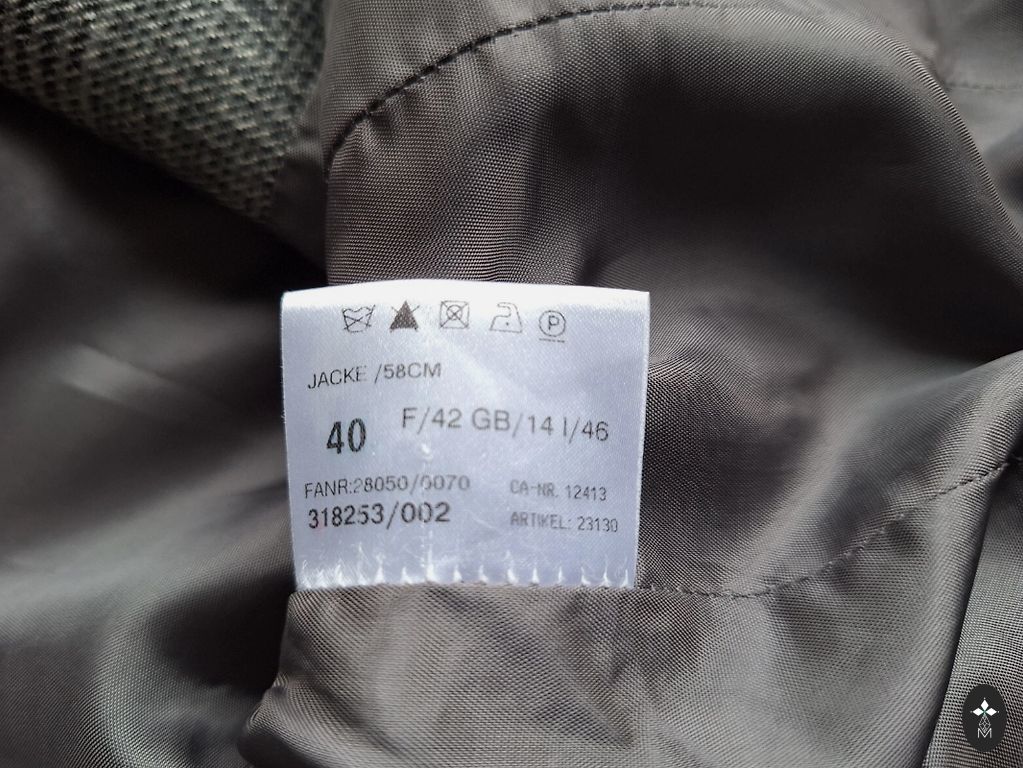 P
JACKE /58CM
40 F/42 GB/14 I/46
FANR:28050/0070 CA-NR. 12413
318253/002 ARTIKEL: 23130
M